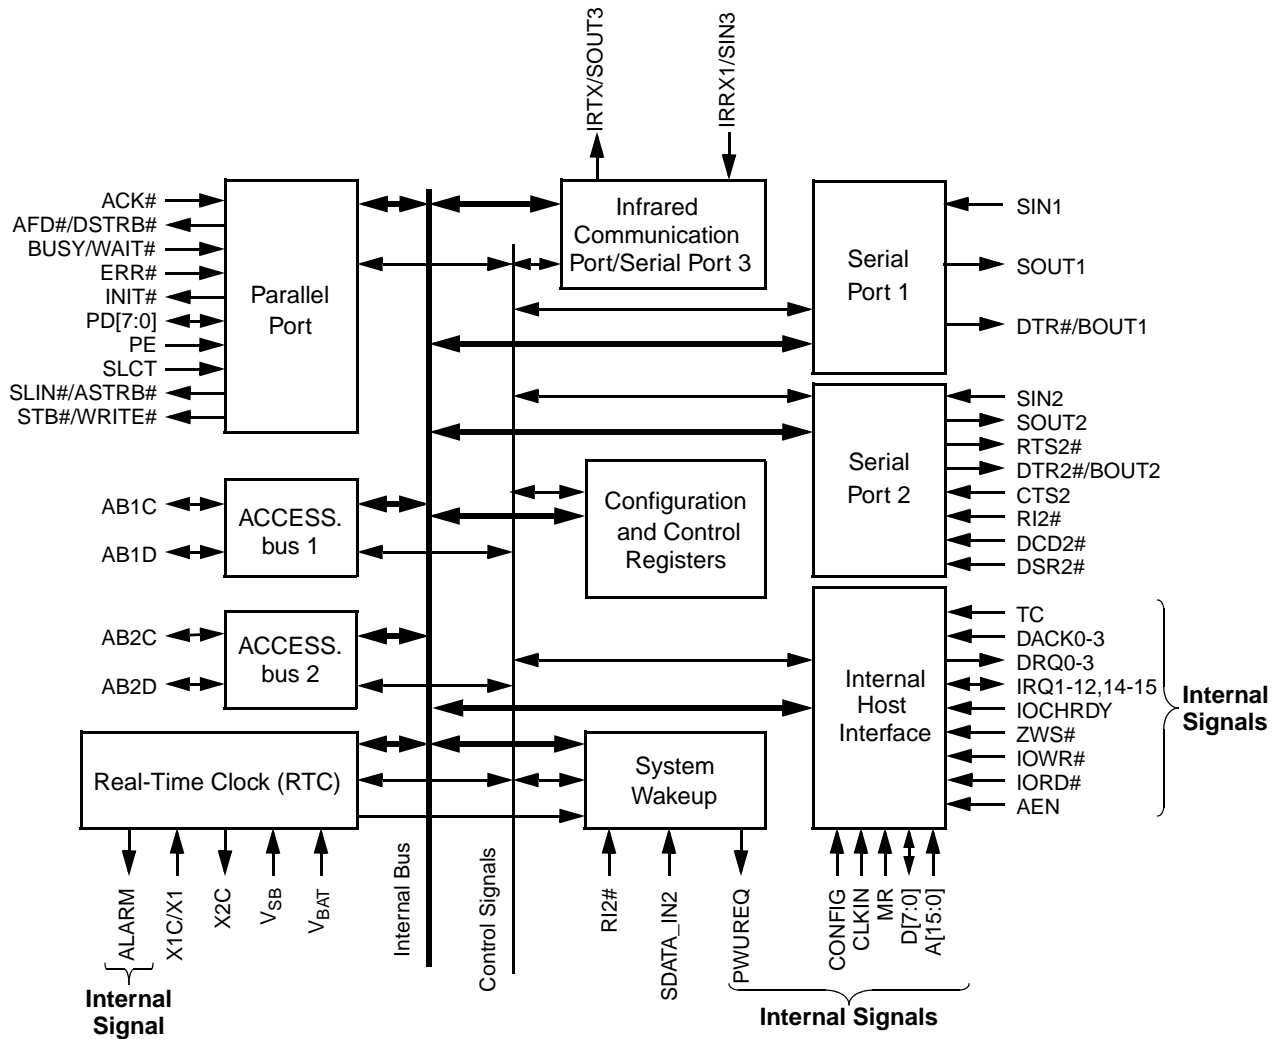 IRTX/SOUT3
IRRX1/SIN3
ACK#
AFD#/DSTRB#
BUSY/WAIT#
ERR#
INIT#
PD[7:0]
PE
SLCT
SLIN#/ASTRB#
STB#/WRITE#
Parallel
Port
Infrared
Communication
Port/Serial Port 3
Serial
Port 1
SIN1
SOUT1
DTR#/BOUT1
Serial
Port 2
SIN2
SOUT2
RTS2#
DTR2#/BOUT2
CTS2
RI2#
DCD2#
DSR2#
AB1C
AB1D
ACCESS.
bus 1
Configuration
and Control
Registers
AB2C
AB2D
ACCESS.
bus 2
Internal
Host
Interface
TC
DACK0-3
DRQ0-3
IRQ1-12,14-15
IOCHRDY
ZWS#
IOWR#
IORD#
AEN
Internal
Signals
Real-Time Clock (RTC)
System
Wakeup
ALARM
X1C/X1
X2C
VSB
VBAT
Internal Bus
Control Signals
RI2#
SDATA_IN2
PWUREQ
CONFIG
CLKIN
MR
D[7:0]
A[15:0]
Internal
Signal
Internal Signals